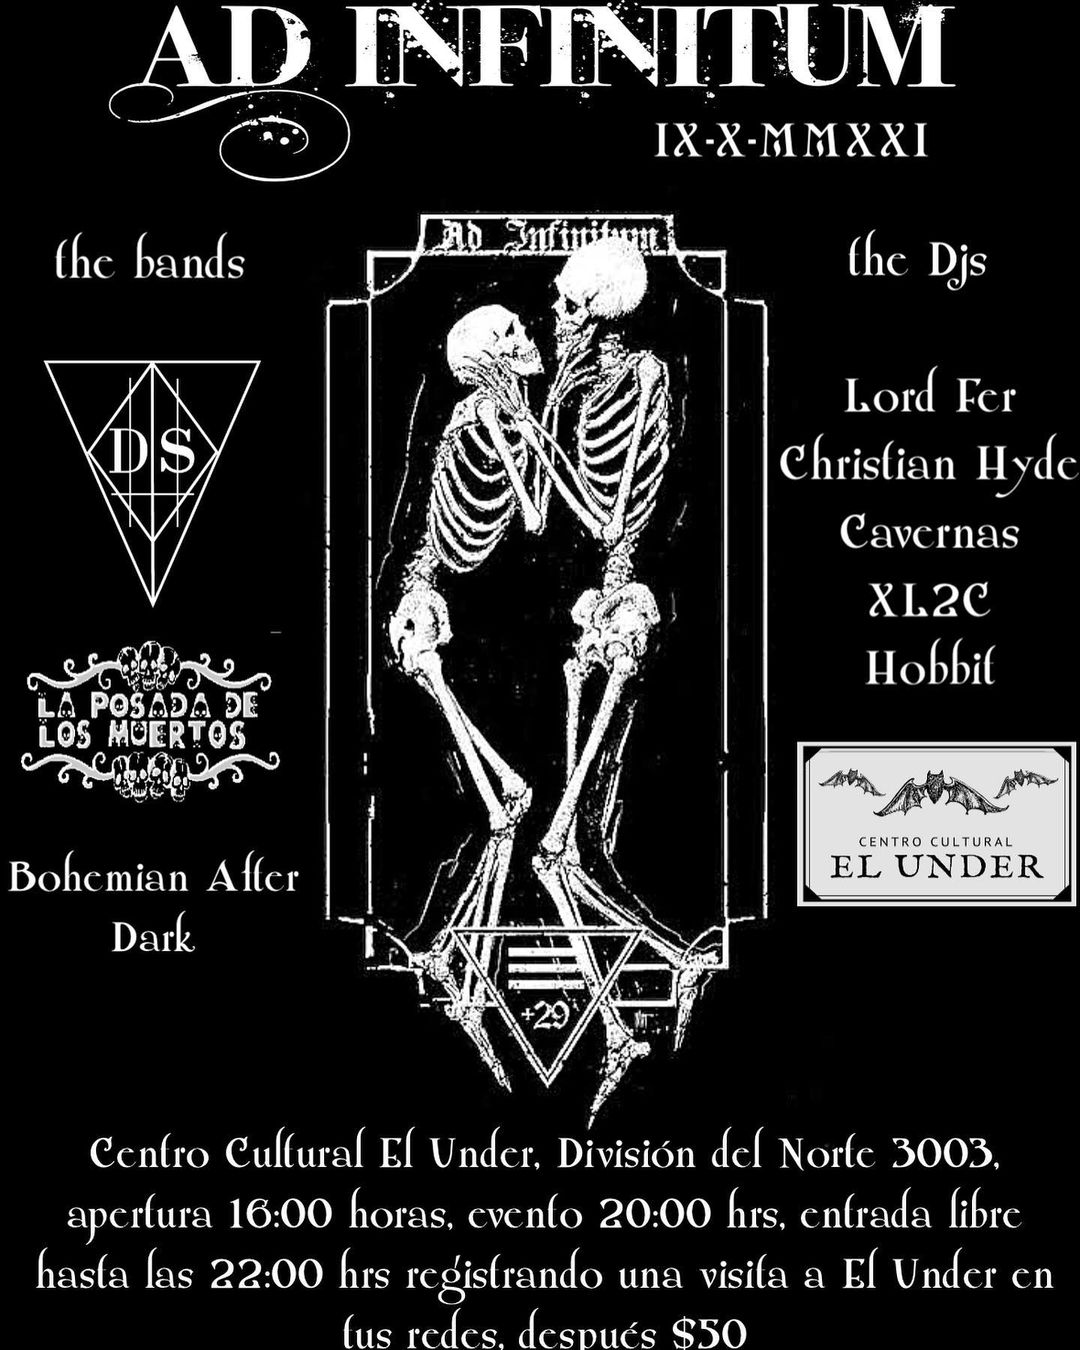 AD INFINITUM
IX-X-MMXXI
Ad Infinitum
the bands
D S
LA POSADA DE
LOS MUERTOS
Bohemian After
Dark
the Djs
Lord Fer
Christian Hyde
Cavernas
XL2C
Hobbit
CENTRO CULTURAL
EL UNDER
+29
Centro Cultural El Under, División del Norte 3003,
apertura 16:00 horas, evento 20:00 hrs, entrada libre
hasta las 22:00 hrs registrando una visita a El Under en
tus redes, después $50